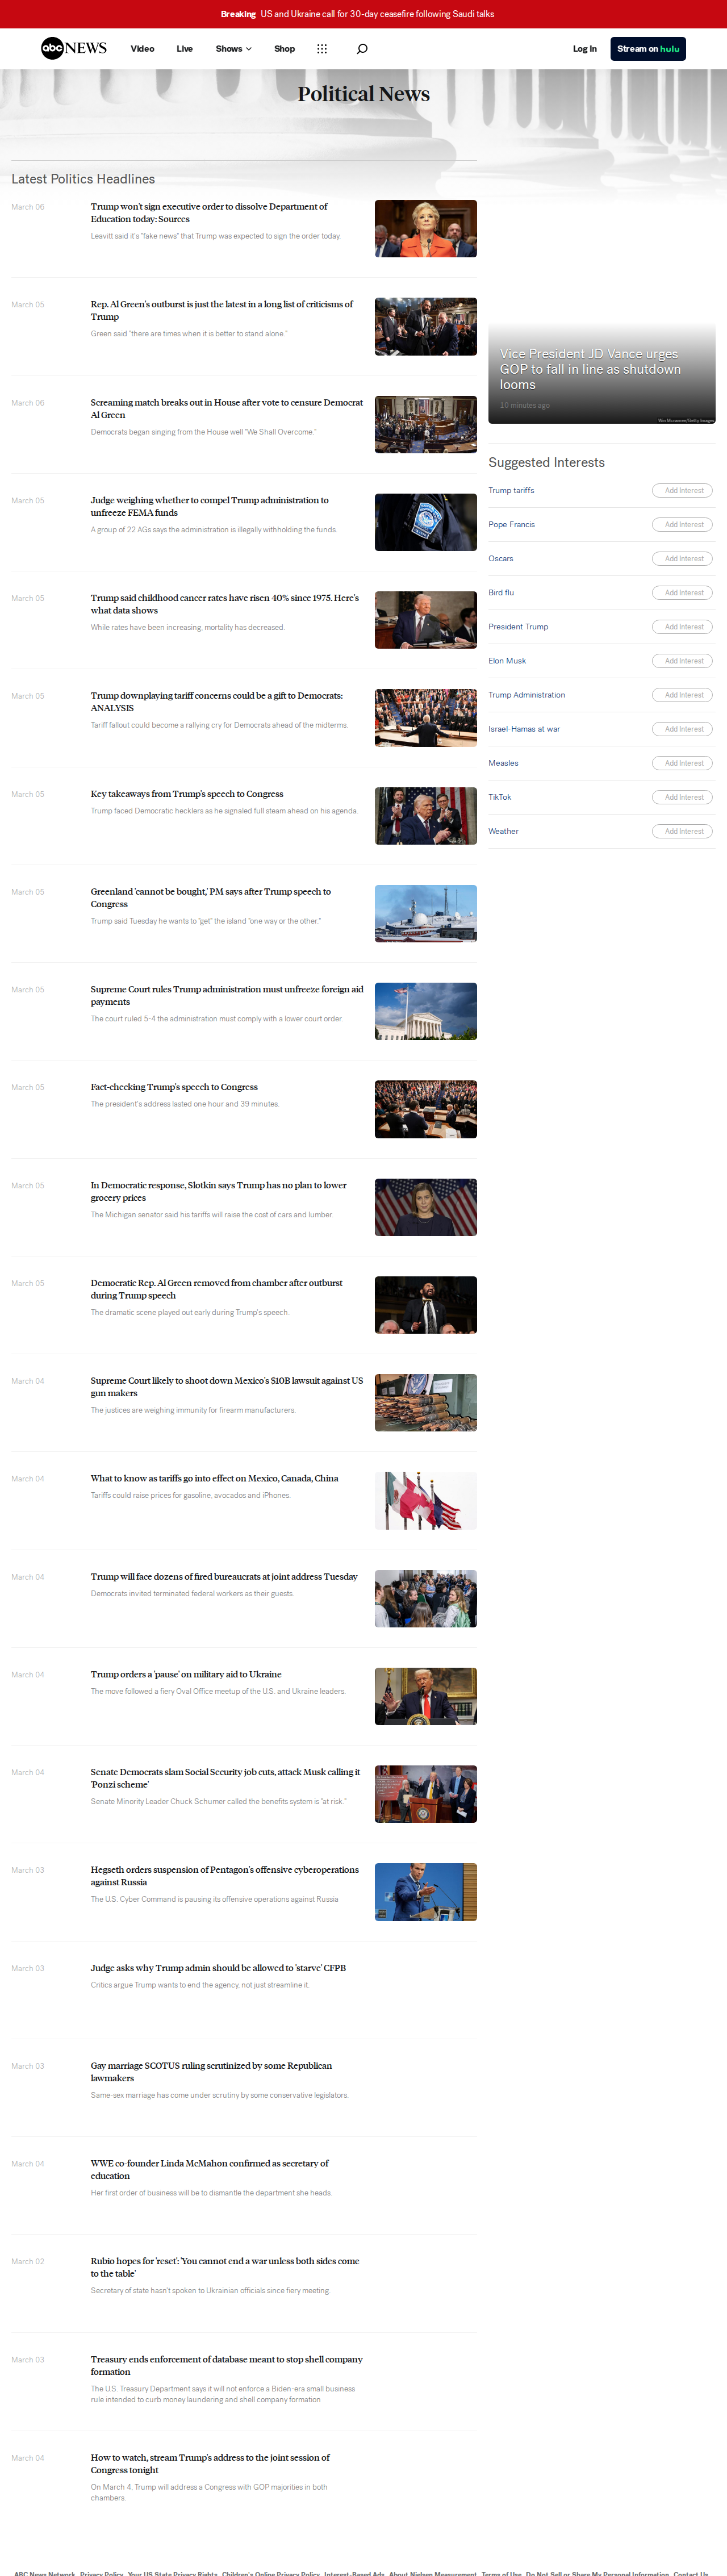 Breaking US and Ukraine call for 30-day ceasefire following Saudi talks
abc NEWS Video Live Shows Shop Log In Stream on hulu
Political News
Latest Politics Headlines
March 06
Trump won't sign executive order to dissolve Department of
Education today: Sources
Leavitt said it's "fake news" that Trump was expected to sign the order today.
March 05
Rep. Al Green's outburst is just the latest in a long list of criticisms of
Trump
Green said "there are times when it is better to stand alone."
March 06
Screaming match breaks out in House after vote to censure Democrat
Al Green
Democrats began singing from the House well "We Shall Overcome."
March 05
Judge weighing whether to compel Trump administration to
unfreeze FEMA funds
A group of 22 AGs says the administration is illegally withholding the funds.
March 05
Trump said childhood cancer rates have risen 40% since 1975. Here's
what data shows
While rates have been increasing, mortality has decreased.
March 05
Trump downplaying tariff concerns could be a gift to Democrats:
ANALYSIS
Tariff fallout could become a rallying cry for Democrats ahead of the midterms.
March 05
Key takeaways from Trump's speech to Congress
Trump faced Democratic hecklers as he signaled full steam ahead on his agenda.
March 05
Greenland 'cannot be bought,' PM says after Trump speech to
Congress
Trump said Tuesday he wants to "get" the island "one way or the other."
March 05
Supreme Court rules Trump administration must unfreeze foreign aid
payments
The court ruled 5-4 the administration must comply with a lower court order.
March 05
Fact-checking Trump's speech to Congress
The president's address lasted one hour and 39 minutes.
March 05
In Democratic response, Slotkin says Trump has no plan to lower
grocery prices
The Michigan senator said his tariffs will raise the cost of cars and lumber.
March 05
Democratic Rep. Al Green removed from chamber after outburst
during Trump speech
The dramatic scene played out early during Trump's speech.
March 04
Supreme Court likely to shoot down Mexico's $10B lawsuit against US
gun makers
The justices are weighing immunity for firearm manufacturers.
March 04
What to know as tariffs go into effect on Mexico, Canada, China
Tariffs could raise prices for gasoline, avocados and iPhones.
March 04
Trump will face dozens of fired bureaucrats at joint address Tuesday
Democrats invited terminated federal workers as their guests.
March 04
Trump orders a 'pause' on military aid to Ukraine
The move followed a fiery Oval Office meetup of the U.S. and Ukraine leaders.
March 04
Senate Democrats slam Social Security job cuts, attack Musk calling it
'Ponzi scheme'
Senate Minority Leader Chuck Schumer called the benefits system is "at risk."
March 03
Hegseth orders suspension of Pentagon's offensive cyberoperations
against Russia
The U.S. Cyber Command is pausing its offensive operations against Russia
March 03
Judge asks why Trump admin should be allowed to 'starve' CFPB
Critics argue Trump wants to end the agency, not just streamline it.
March 03
Gay marriage SCOTUS ruling scrutinized by some Republican
lawmakers
Same-sex marriage has come under scrutiny by some conservative legislators.
March 04
WWE co-founder Linda McMahon confirmed as secretary of
education
Her first order of business will be to dismantle the department she heads.
March 02
Rubio hopes for 'reset': 'You cannot end a war unless both sides come
to the table'
Secretary of state hasn't spoken to Ukrainian officials since fiery meeting.
March 03
Treasury ends enforcement of database meant to stop shell company
formation
The U.S. Treasury Department says it will not enforce a Biden-era small business
rule intended to curb money laundering and shell company formation
March 04
How to watch, stream Trump's address to the joint session of
Congress tonight
On March 4, Trump will address a Congress with GOP majorities in both
chambers.
Vice President JD Vance urges
GOP to fall in line as shutdown
looms
10 minutes ago
Win Mcnamee/Getty Images
Suggested Interests
Trump tariffs Add Interest
Pope Francis Add Interest
Oscars Add Interest
Bird flu Add Interest
President Trump Add Interest
Elon Musk Add Interest
Trump Administration Add Interest
Israel-Hamas at war Add Interest
Measles Add Interest
TikTok Add Interest
Weather Add Interest
ABC News Network Privacy Policy Your US State Privacy Rights Children's Online Privacy Policy Interest-Based Ads About Nielsen Measurement Terms of Use Do Not Sell or Share My Personal Information Contact Us